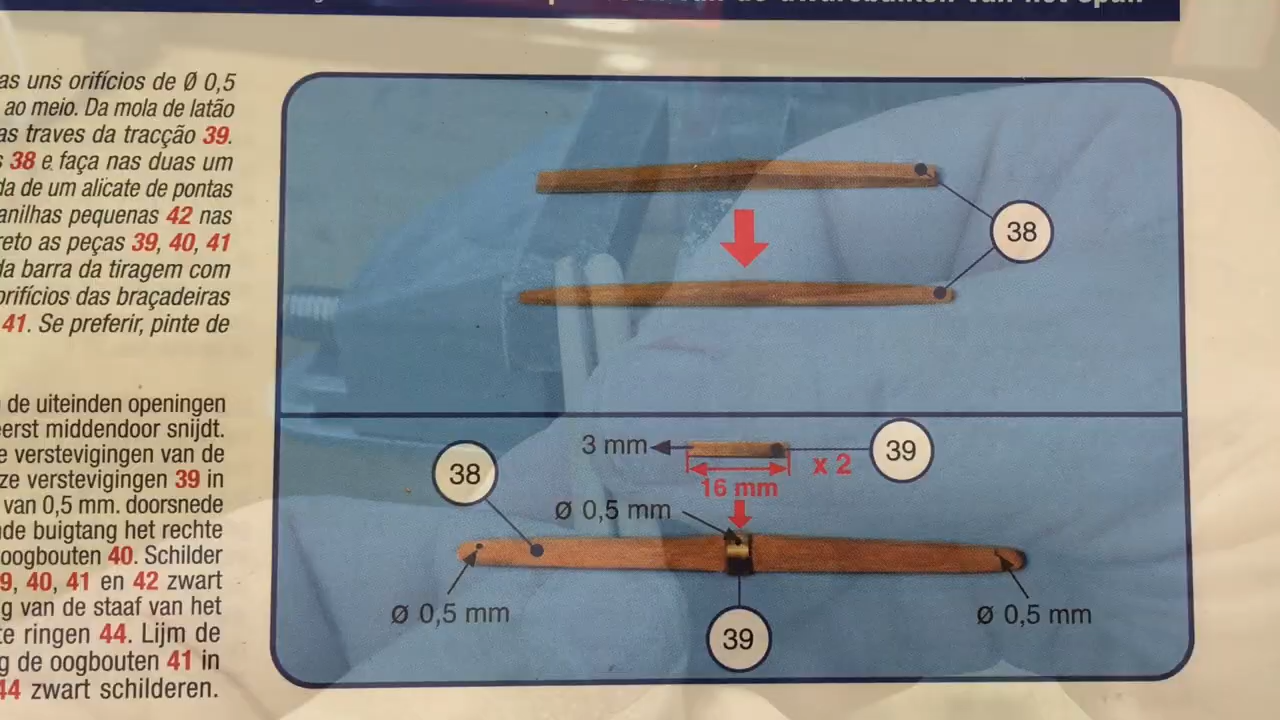 as uns orifícios de Ø 0,5
ao meio. Da mola de latão
as traves da tracção 39.
38 e faça nas duas um
da de um alicate de pontas
anilhas pequenas 42 nas
reto as peças 39, 40, 41
da barra da tiragem com
orifícios das braçadeiras
41. Se preferir, pinte de
de uiteinden openingen
eerst middendoor snijdt.
e verstevigingen van de
ze verstevigingen 39 in
van 0,5 mm. doorsnede
nde buigtang het rechte
oogbouten 40. Schilder
9, 40, 41 en 42 zwart
g van de staaf van het
te ringen 44. Lijm de
g de oogbouten 41 in
44 zwart schilderen.
38
3 mm
39
x 2
16 mm
38
Ø 0,5 mm
Ø 0,5 mm
Ø 0,5 mm
39